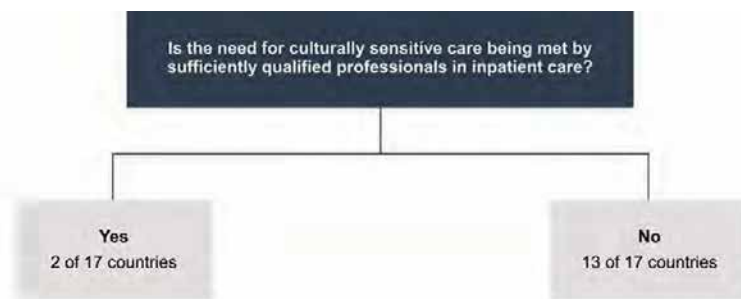 Is the need for culturally sensitive care being met by
sufficiently qualified professionals in inpatient care?
Yes
2 of 17 countries
No
13 of 17 countries